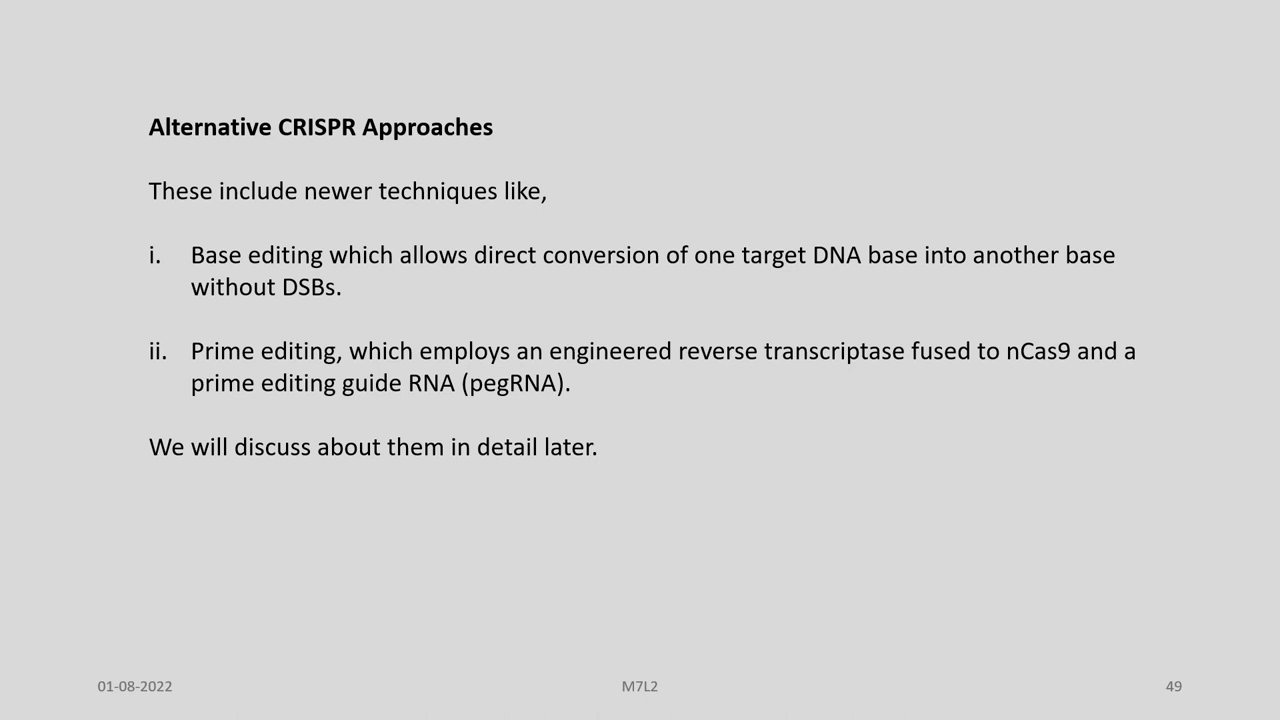 Alternative CRISPR Approaches
These include newer techniques like,
i. Base editing which allows direct conversion of one target DNA base into another base
without DSBs.
ii. Prime editing, which employs an engineered reverse transcriptase fused to nCas9 and a
prime editing guide RNA (pegRNA).
We will discuss about them in detail later.
01-08-2022 M7L2 49